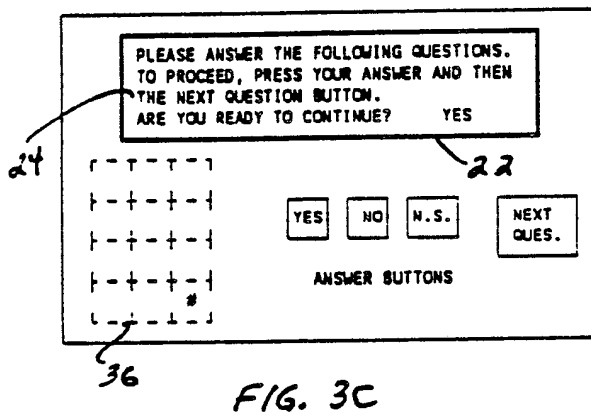 PLEASE ANSWER THE FOLLOWING QUESTIONS.
TO PROCEED, PRESS YOUR ANSWER AND THEN
THE NEXT QUESTION BUTTON.
ARE YOU READY TO CONTINUE? YES
24
22
YES NO N.S. NEXT
QUES.
ANSWER BUTTONS
#
36
FIG. 3C